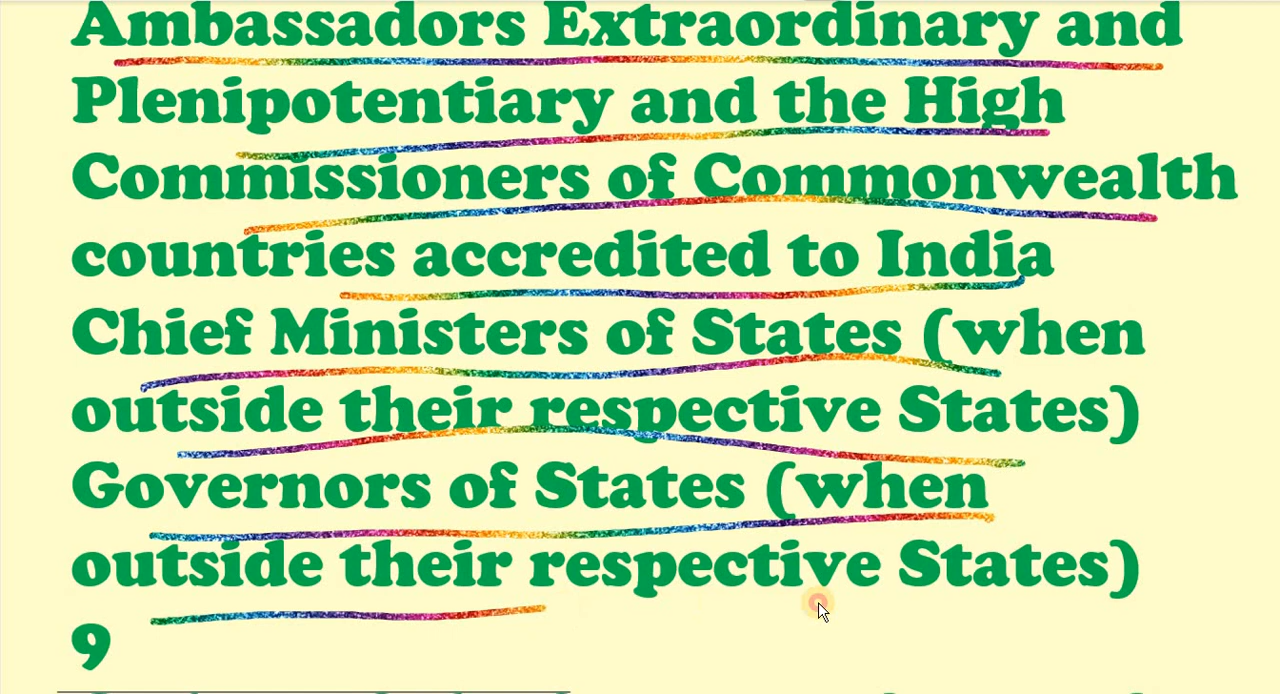 Ambassadors Extraordinary and
Plenipotentiary and the High
Commissioners of Commonwealth
countries accredited to India
Chief Ministers of States (when
outside their respective States)
Governors of States (when
outside their respective States)
9